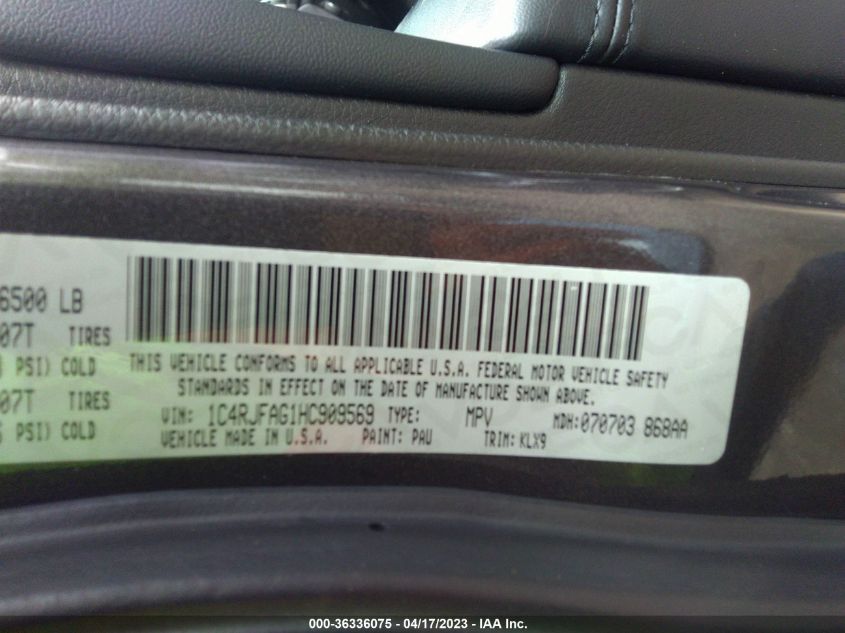 6500 LB
07T TIRES
PSI) COLD
07T TIRES
PSI) COLD
THIS VEHICLE CONFORMS TO ALL APPLICABLE U.S.A. FEDERAL MOTOR VEHICLE SAFETY
STANDARDS IN EFFECT ON THE DATE OF MANUFACTURE SHOWN ABOVE.
VIN: 1C4RJFAG1HC909569 TYPE: MPV MDH:070703 868AA
VEHICLE MADE IN U.S.A. PAINT: PAU TRIM: KLX9
000-36336075 - 04/17/2023 - IAA Inc.